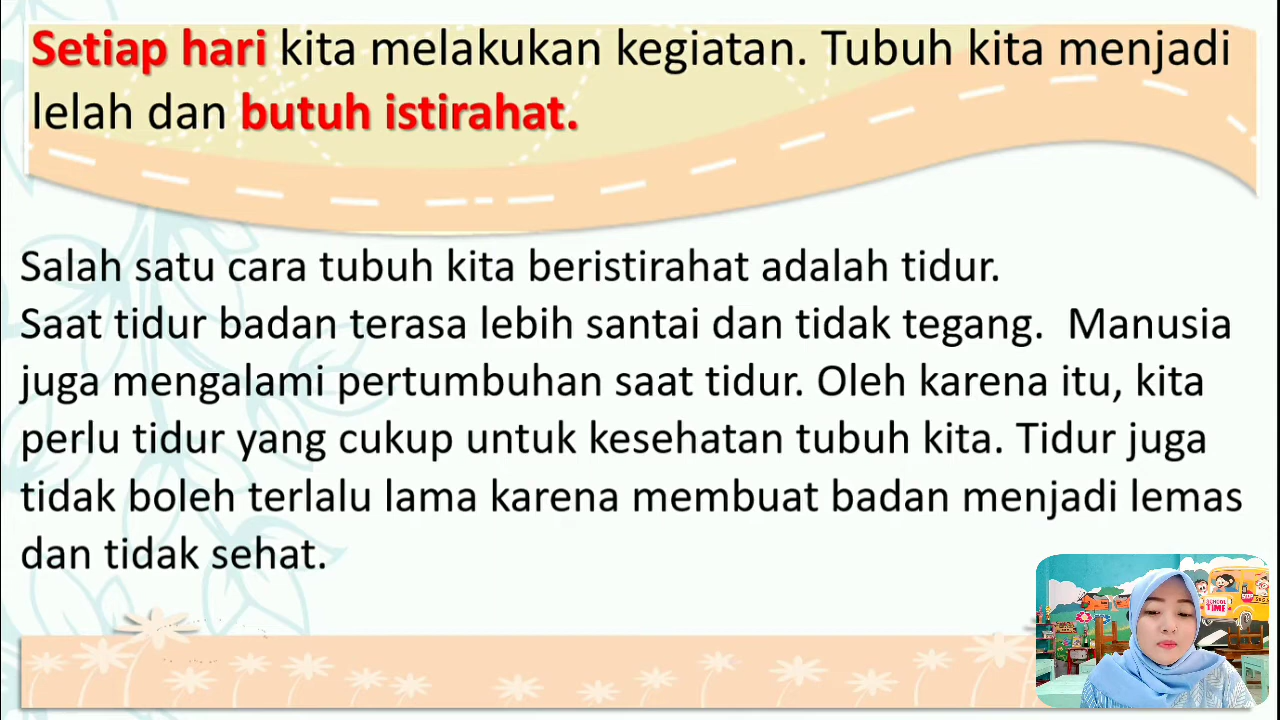 Setiap hari kita melakukan kegiatan. Tubuh kita menjadi
lelah dan butuh istirahat.
Salah satu cara tubuh kita beristirahat adalah tidur.
Saat tidur badan terasa lebih santai dan tidak tegang.  Manusia
juga mengalami pertumbuhan saat tidur. Oleh karena itu, kita
perlu tidur yang cukup untuk kesehatan tubuh kita. Tidur juga
tidak boleh terlalu lama karena membuat badan menjadi lemas
dan tidak sehat.
SCHOOL
TIME